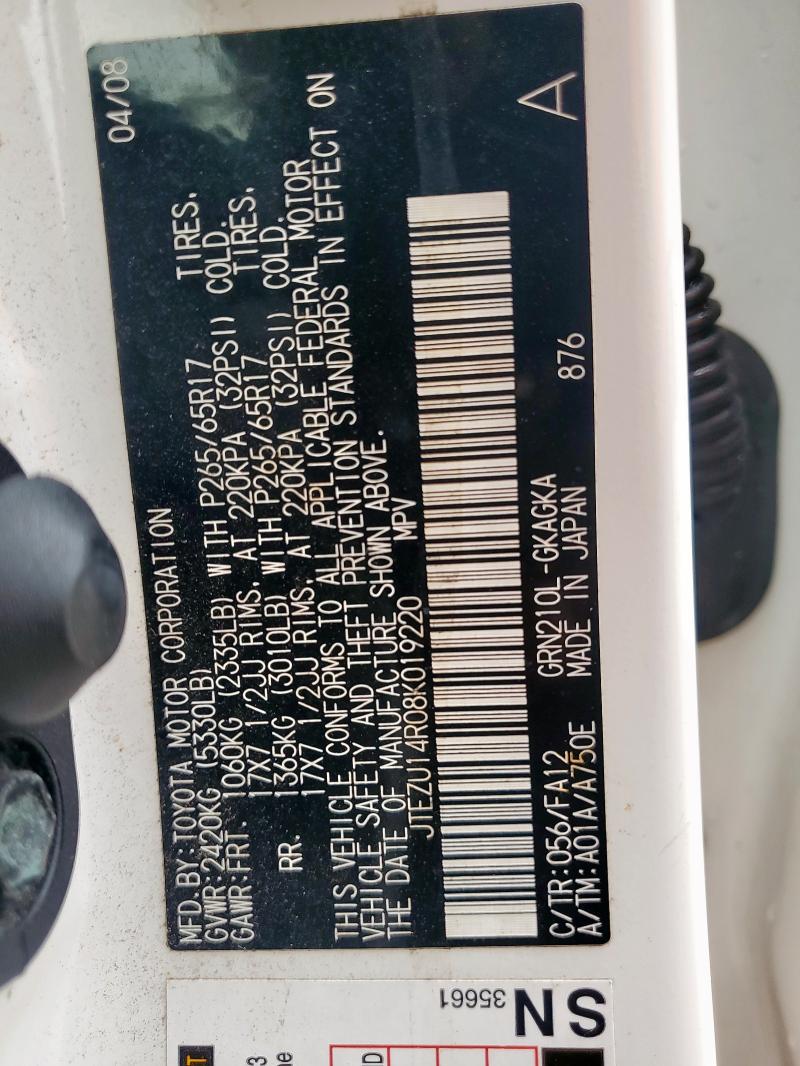 MFD.BY:TOYOTA MOTOR CORPORATION 04/08
GVWR:2420KG (5330LB)
GAWR:FRT. 1060KG (2335LB) WITH P265/65R17 TIRES,
17X7 1/2JJ RIMS, AT 220KPA (32PSI) COLD.
RR. 1365KG (3010LB) WITH P265/65R17 TIRES.
17X7 1/2JJ RIMS, AT 220KPA (32PSI) COLD.
THIS VEHICLE CONFORMS TO ALL APPLICABLE FEDERAL MOTOR
VEHICLE SAFETY AND THEFT PREVENTION STANDARDS IN EFFECT ON
THE DATE OF MANUFACTURE SHOWN ABOVE.
JTEZU14R08K019220 MPV
C/TR:056/FA12 GRN210L-GKAGKA 876 A
A/TM:A01A/A750E MADE IN JAPAN
35661
SN